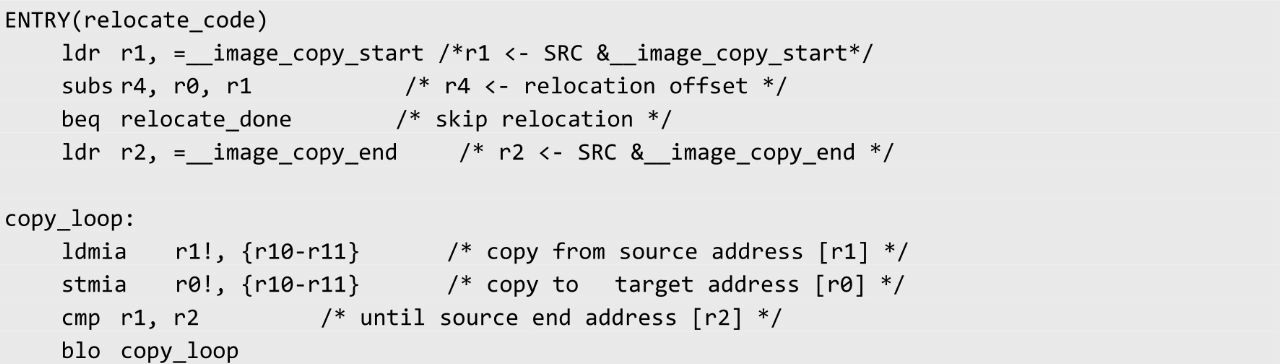 ENTRY(relocate_code)
ldr r1, =__image_copy_start /*r1 <- SRC &__image_copy_start*/
subs r4, r0, r1 /* r4 <- relocation offset */
beq relocate_done /* skip relocation */
ldr r2, =__image_copy_end /* r2 <- SRC &__image_copy_end */
copy_loop:
ldmia r1!, {r10-r11} /* copy from source address [r1] */
stmia r0!, {r10-r11} /* copy to target address [r0] */
cmp r1, r2 /* until source end address [r2] */
blo copy_loop